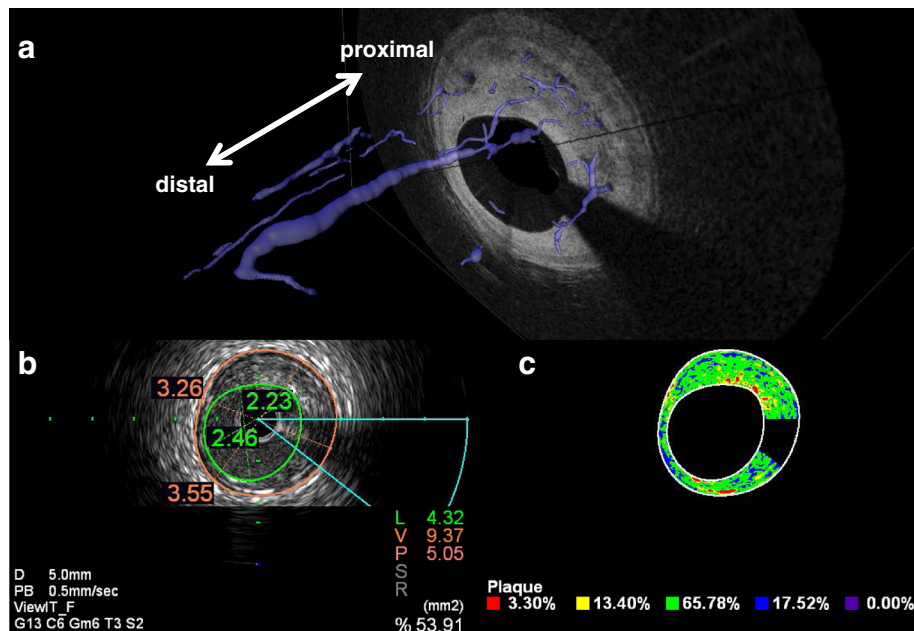 a
proximal
distal
b
3.26
2.23
2.46
3.55
L 4.32
V 9.37
P 5.05
S
R
(mm2)
% 53.91
D 5.0mm
PB 0.5mm/sec
ViewIT_F
G13 C6 Gm6 T3 S2
c
Plaque
3.30% 13.40% 65.78% 17.52% 0.00%